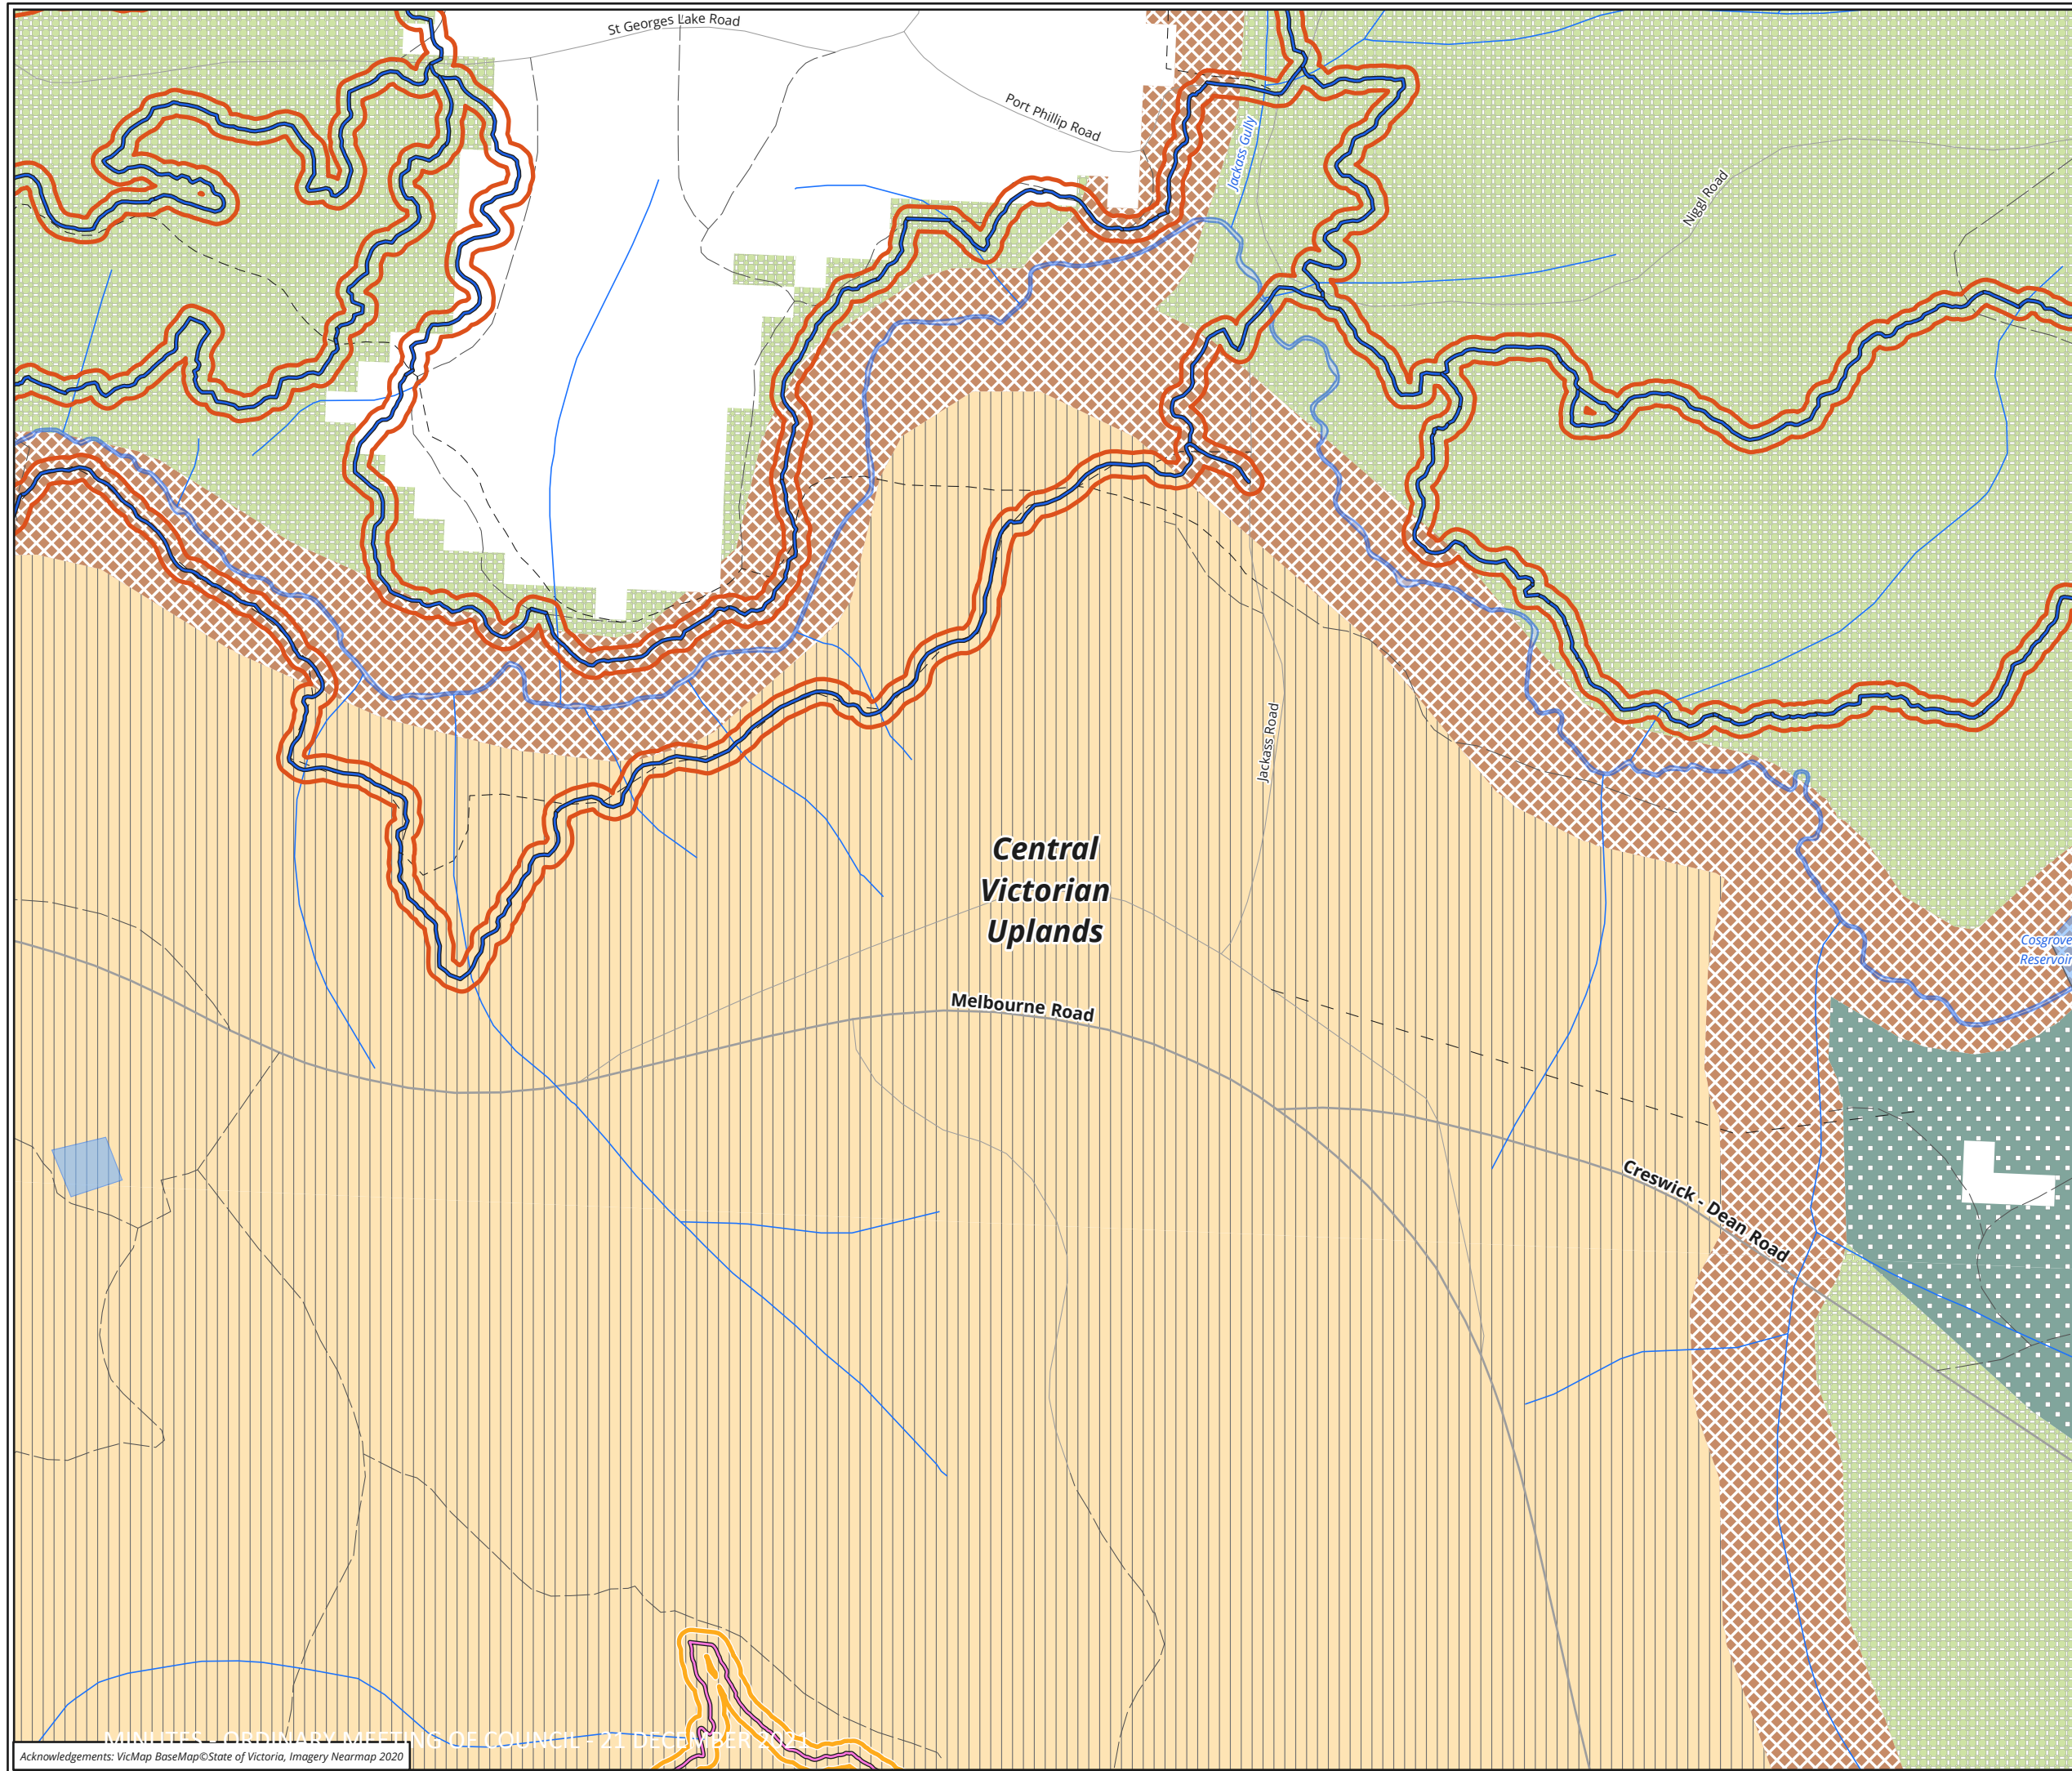 St Georges Lake Road
Port Phillip Road
Jackass Gully
Niggl Road
Jackass Road
Central
Victorian
Uplands
Cosgrove
Reservoir
Melbourne Road
Creswick - Dean Road
MINUTES - ORDINARY MEETING OF COUNCIL - 21 DECEMBER 2021
Acknowledgements: VicMap BaseMap©State of Victoria, Imagery Nearmap 2020